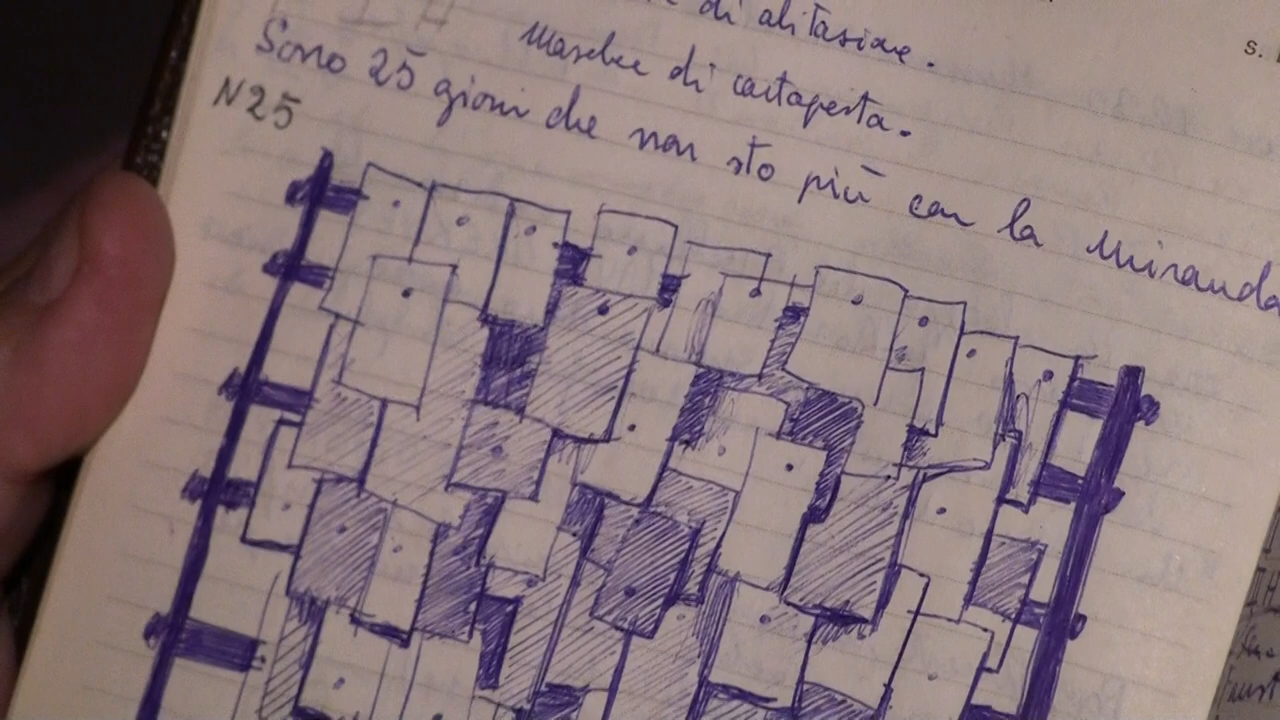 di alitasione.
Maschere di cartapesta.
Sono 25 giorni che non sto più con la Miranda
N25
s.